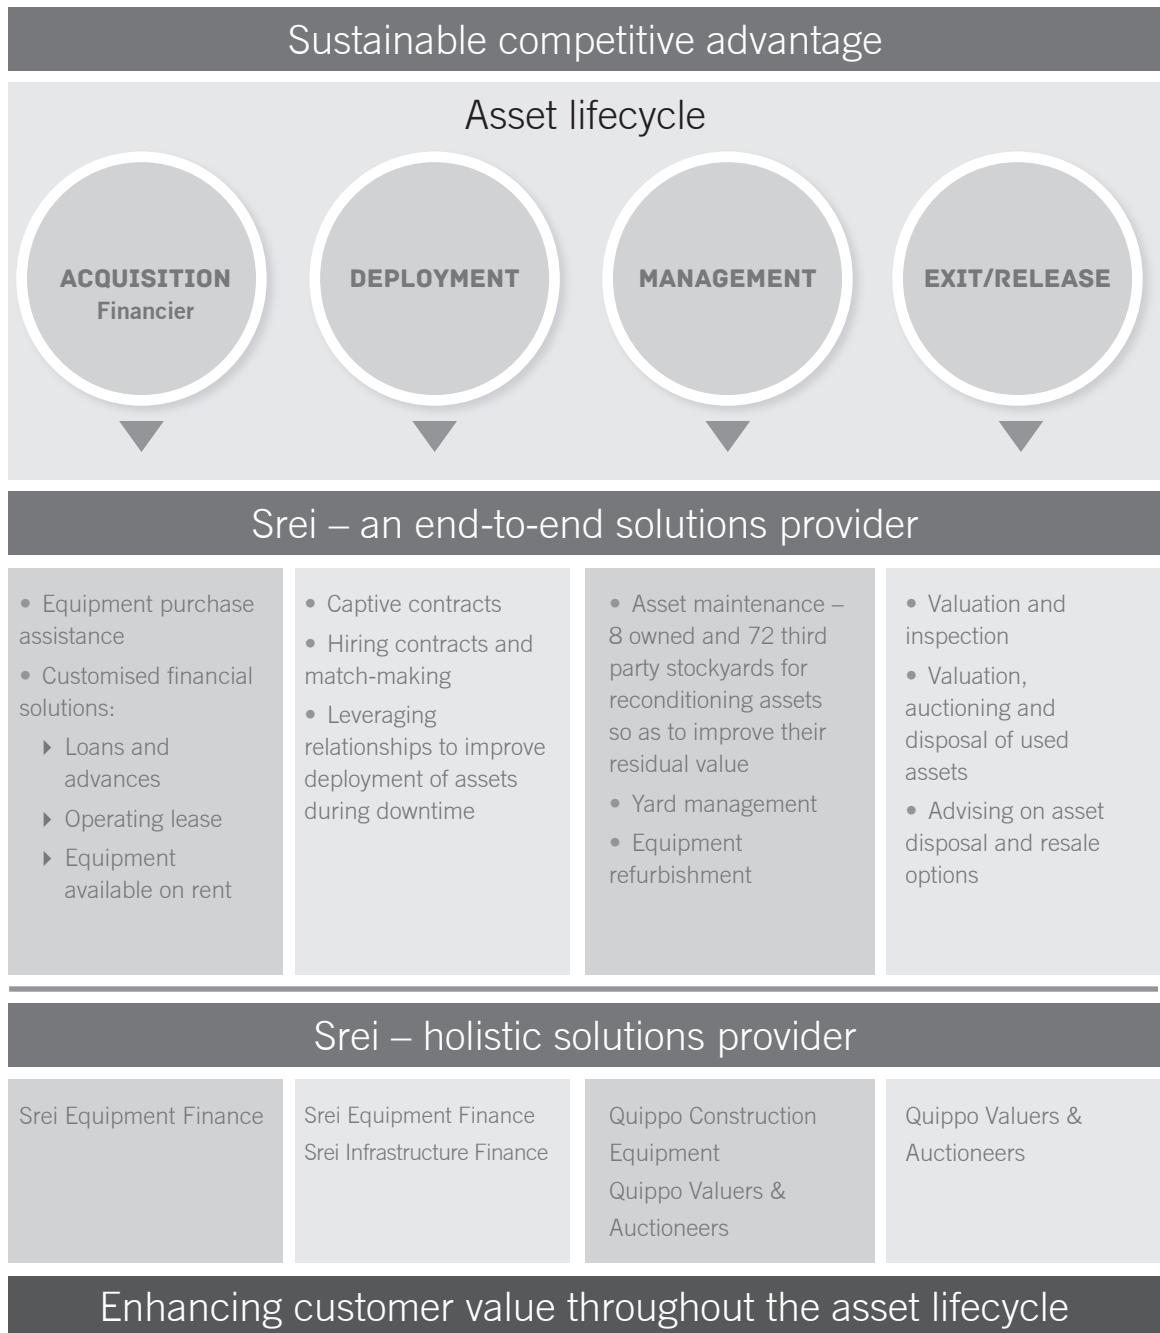 Sustainable competitive advantage
Asset lifecycle
ACQUISITION
Financier
DEPLOYMENT
MANAGEMENT
EXIT/RELEASE
Srei – an end-to-end solutions provider
• Equipment purchase
assistance
• Customised financial
solutions:
Loans and
advances
Operating lease
Equipment
available on rent
• Captive contracts
• Hiring contracts and
match-making
• Leveraging
relationships to improve
deployment of assets
during downtime
• Asset maintenance –
8 owned and 72 third
party stockyards for
reconditioning assets
so as to improve their
residual value
• Yard management
• Equipment
refurbishment
• Valuation and
inspection
• Valuation,
auctioning and
disposal of used
assets
• Advising on asset
disposal and resale
options
Srei – holistic solutions provider
Srei Equipment Finance
Srei Equipment Finance
Srei Infrastructure Finance
Quippo Construction
Equipment
Quippo Valuers &
Auctioneers
Quippo Valuers &
Auctioneers
Enhancing customer value throughout the asset lifecycle